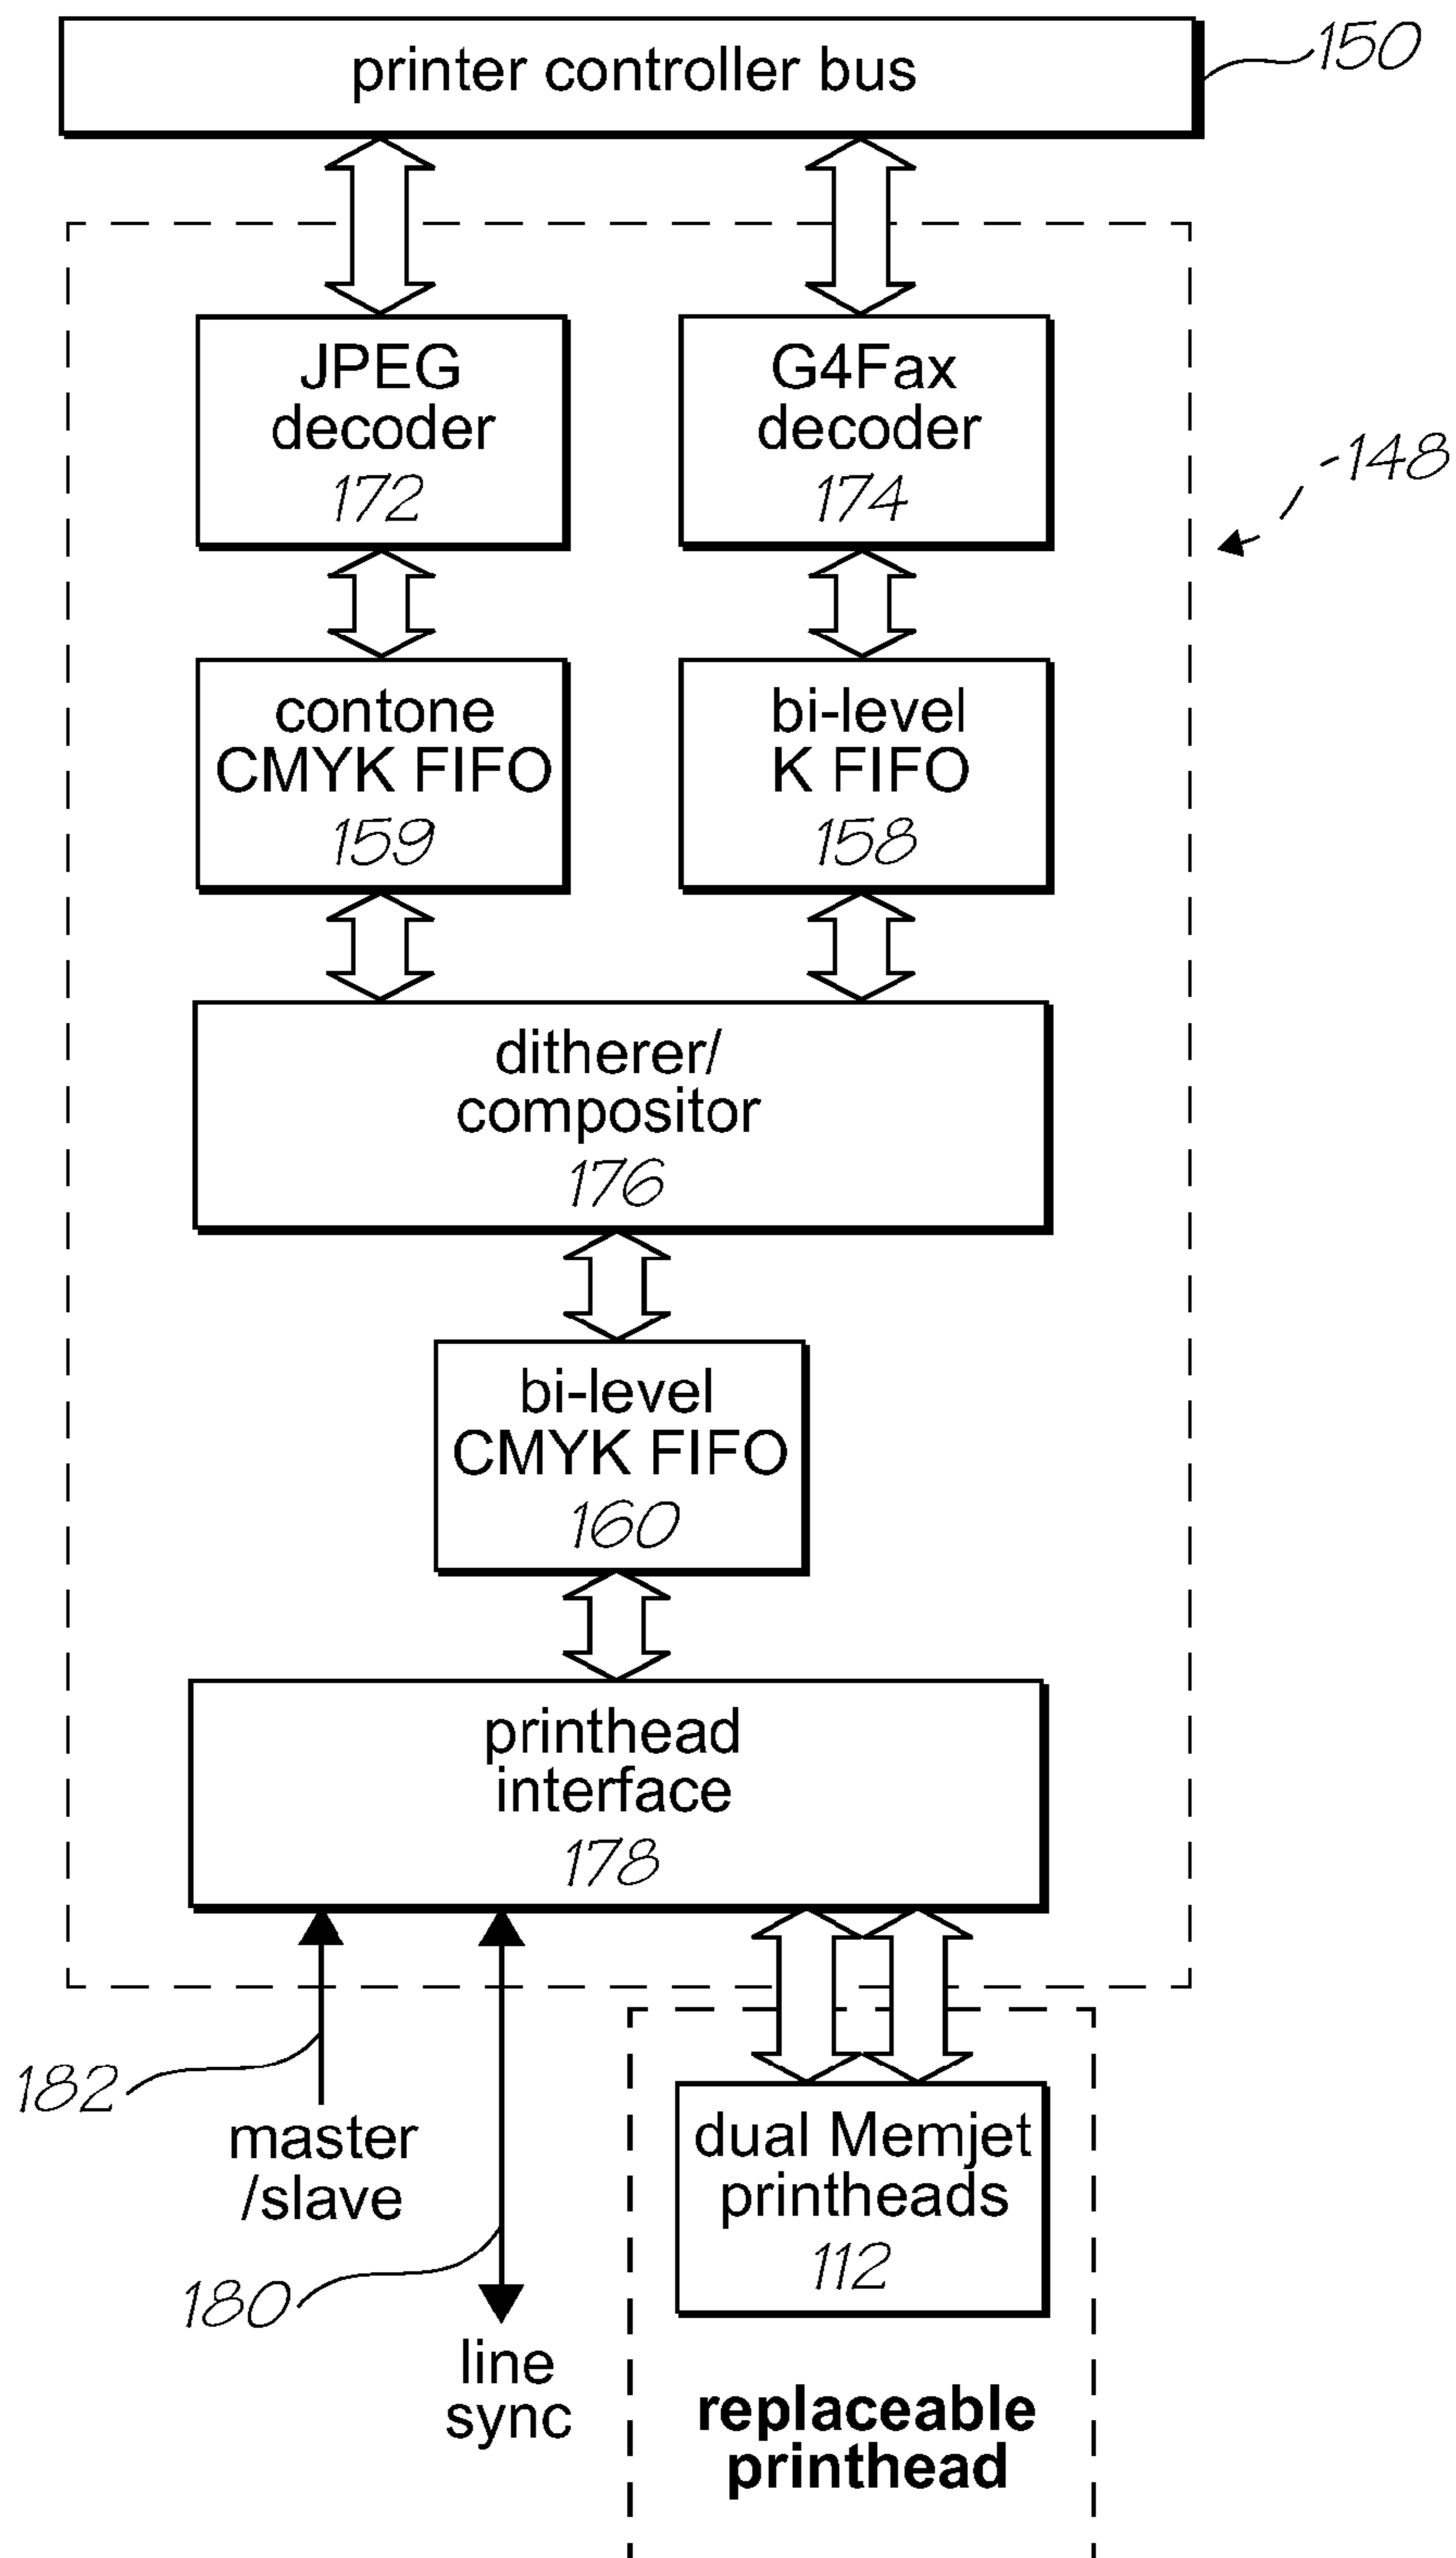 printer controller bus
150
JPEG
decoder
172
G4Fax
decoder
174
148
contone
CMYK FIFO
159
bi-level
K FIFO
158
ditherer/
compositor
176
bi-level
CMYK FIFO
160
printhead
interface
178
182
master
/slave
180
line
sync
dual Memjet
printheads
112
replaceable
printhead